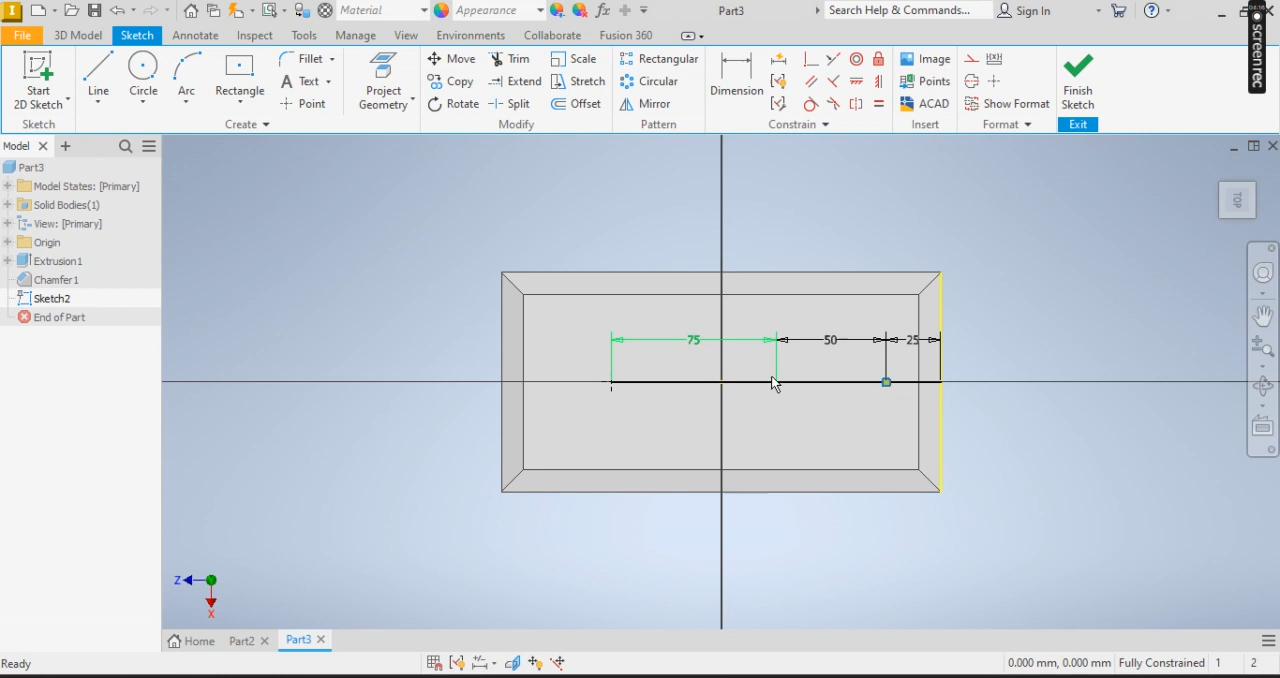 I Material Appearance fx Part3 Search Help & Commands... Sign In
File 3D Model Sketch Annotate Inspect Tools Manage View Environments Collaborate Fusion 360
Start 2D Sketch Line Circle Arc Rectangle Fillet Text Point Project Geometry
Move Trim Scale
Copy Extend Stretch
Rotate Split Offset
Rectangular
Circular
Mirror
Dimension
Image
Points
ACAD
Show Format
Finish Sketch
Sketch Create Modify Pattern Constrain Insert Format Exit
screenrec
Model
Part3
Model States: [Primary]
Solid Bodies(1)
View: [Primary]
Origin
Extrusion1
Chamfer1
Sketch2
End of Part
TOP
75 50 25
Z
X
Home Part2 Part3
Ready 0.000 mm, 0.000 mm Fully Constrained 1 2